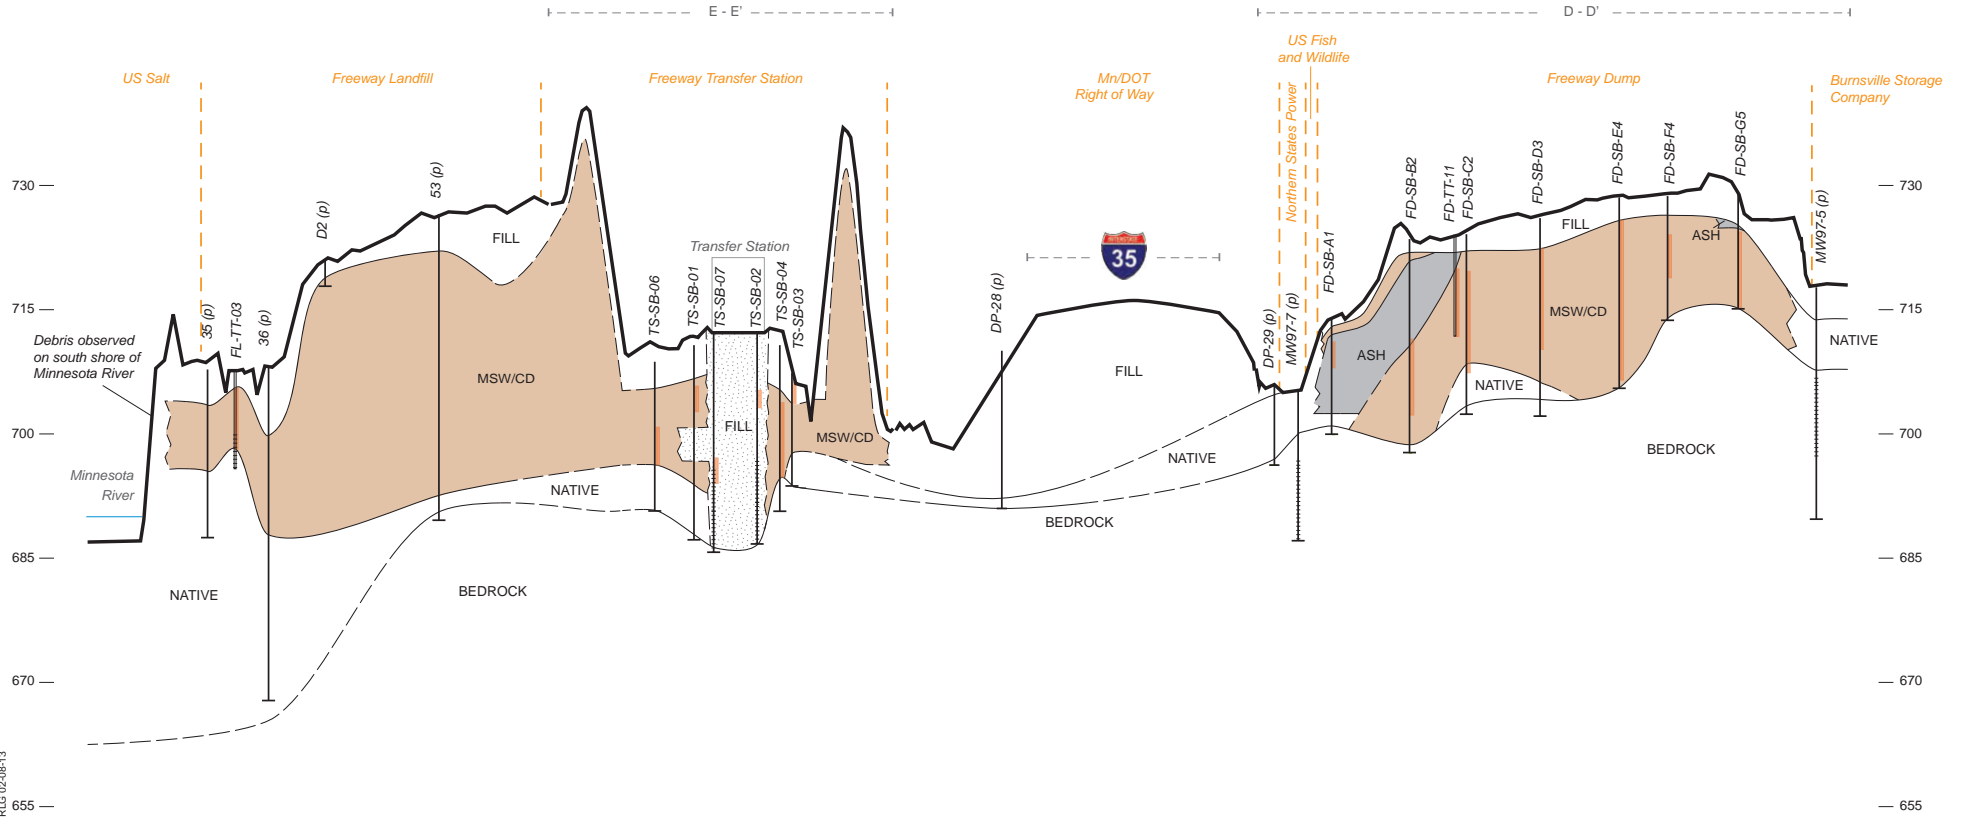 E - E'
D - D'
US Salt
Freeway Landfill
Freeway Transfer Station
Mn/DOT
Right of Way
Northern States Power
US Fish
and Wildlife
Freeway Dump
Burnsville Storage
Company
730
715
700
685
670
655
730
715
700
685
670
655
Debris observed
on south shore of
Minnesota River
Minnesota
River
35 (p)
FL-TT-03
36 (p)
D2 (p)
53 (p)
TS-SB-06
TS-SB-01
Transfer Station
TS-SB-07
TS-SB-02
TS-SB-04
TS-SB-03
DP-28 (p)
INTERSTATE
35
DP-29 (p)
MW97-7 (p)
FD-SB-A1
FD-SB-B2
FD-TT-11
FD-SB-C2
FD-SB-D3
FD-SB-E4
FD-SB-F4
FD-SB-G5
MW97-5 (p)
FILL
MSW/CD
NATIVE
NATIVE
BEDROCK
FILL
MSW/CD
FILL
NATIVE
BEDROCK
ASH
FILL
MSW/CD
ASH
NATIVE
BEDROCK
NATIVE
RLG 02-08-13